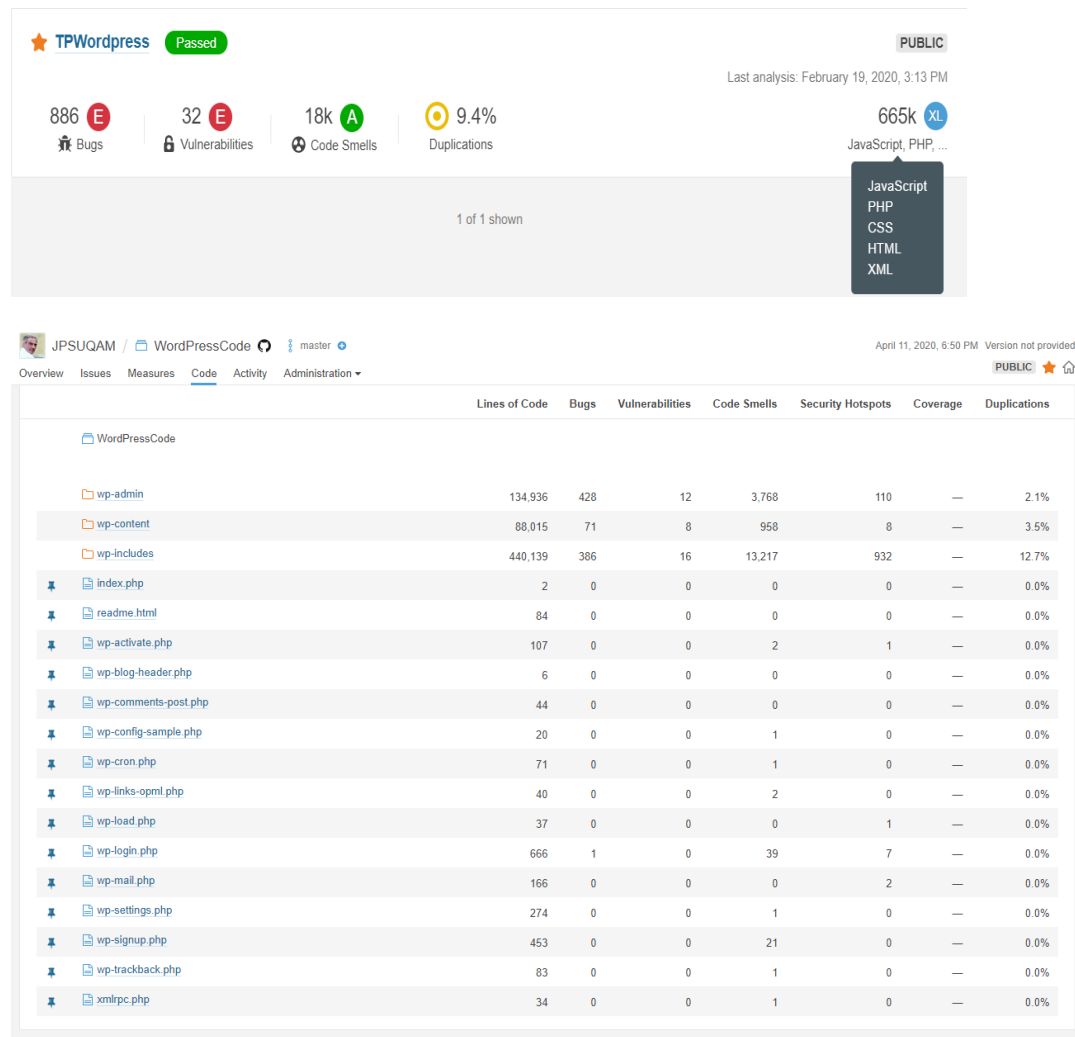 TPWordpress Passed PUBLIC
Last analysis: February 19, 2020, 3:13 PM
886 E 32 E 18k A 9.4% 665k XL
Bugs Vulnerabilities Code Smells Duplications JavaScript, PHP, ...
JavaScript
PHP
1 of 1 shown
CSS
HTML
XML
JPSUQAM / WordPressCode master April 11, 2020, 6:50 PM Version not provided
Overview Issues Measures Code Activity Administration PUBLIC
Lines of Code Bugs Vulnerabilities Code Smells Security Hotspots Coverage Duplications
WordPressCode
wp-admin 134,936 428 12 3,768 110 — 2.1%
wp-content 88,015 71 8 958 8 — 3.5%
wp-includes 440,139 386 16 13,217 932 — 12.7%
index.php 2 0 0 0 0 — 0.0%
readme.html 84 0 0 0 0 — 0.0%
wp-activate.php 107 0 0 2 1 — 0.0%
wp-blog-header.php 6 0 0 0 0 — 0.0%
wp-comments-post.php 44 0 0 0 0 — 0.0%
wp-config-sample.php 20 0 0 1 0 — 0.0%
wp-cron.php 71 0 0 1 0 — 0.0%
wp-links-opml.php 40 0 0 2 0 — 0.0%
wp-load.php 37 0 0 0 1 — 0.0%
wp-login.php 666 1 0 39 7 — 0.0%
wp-mail.php 166 0 0 0 2 — 0.0%
wp-settings.php 274 0 0 1 0 — 0.0%
wp-signup.php 453 0 0 21 0 — 0.0%
wp-trackback.php 83 0 0 1 0 — 0.0%
xmlrpc.php 34 0 0 1 0 — 0.0%